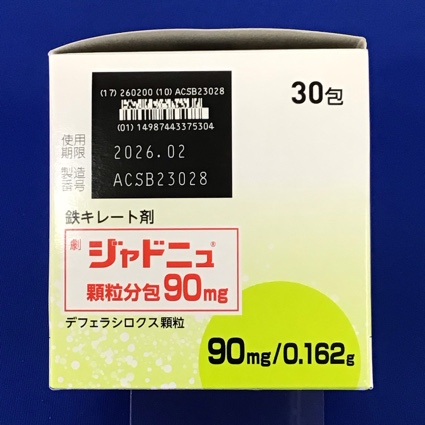 (17) 260200 (10) ACSB23028
(01) 14987443375304
30包
使用
期限
2026.02
製造
番号
ACSB23028
鉄キレート剤
劇
ジャドニュ®
顆粒分包90mg
デフェラシロクス顆粒
90mg/0.162g